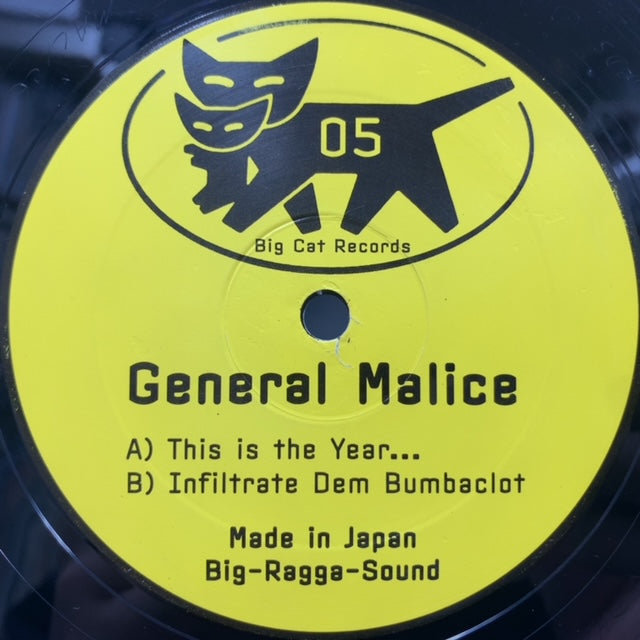 05
Big Cat Records
General Malice
A) This is the Year...
B) Infiltrate Dem Bumbaclot
Made in Japan
Big-Ragga-Sound